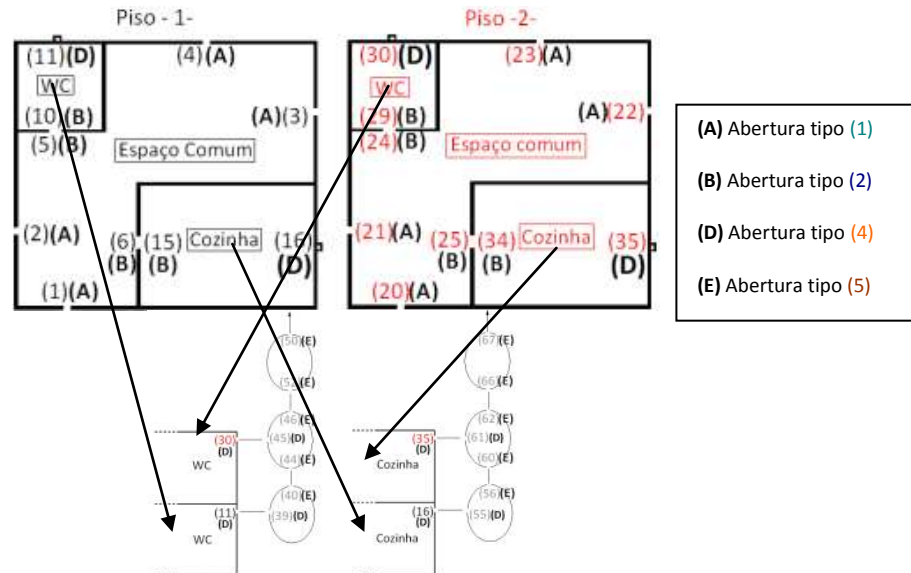 Piso - 1-
Piso -2-
(11)(D)
(4)(A)
WC
(10)(B)
(A)(3)
(5)(B)
Espaço Comum
(2)(A)
(6)
(B)
(15)
(B)
Cozinha
(16)
(D)
(1)(A)
(30)(D)
(23)(A)
WC
(29)(B)
(A)(22)
(24)(B)
Espaço comum
(21)(A)
(25)
(B)
(34)
(B)
Cozinha
(35)
(D)
(20)(A)
(A) Abertura tipo (1)
(B) Abertura tipo (2)
(D) Abertura tipo (4)
(E) Abertura tipo (5)
(50)(E)
(52)(E)
(46)(E)
(45)(D)
(44)(E)
(40)(E)
(39)(D)
(30)
(D)
WC
(11)
(D)
WC
(67)(E)
(66)(E)
(62)(E)
(61)(D)
(60)(E)
(56)(E)
(55)(D)
(35)
(D)
Cozinha
(16)
(D)
Cozinha